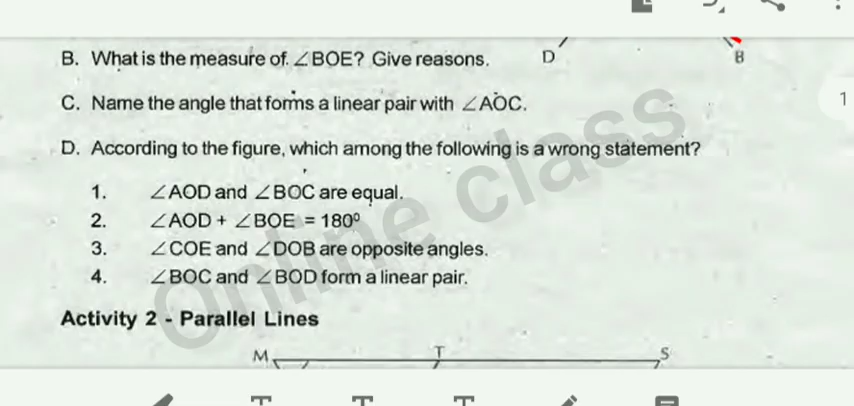 B. What is the measure of. ∠BOE? Give reasons.
D
B
C. Name the angle that forms a linear pair with ∠AOC.
1
D. According to the figure, which among the following is a wrong statement?
1. ∠AOD and ∠BOC are equal.
2. ∠AOD + ∠BOE = 180⁰
3. ∠COE and ∠DOB are opposite angles.
4. ∠BOC and ∠BOD form a linear pair.
Online class
Activity 2 - Parallel Lines
M T S